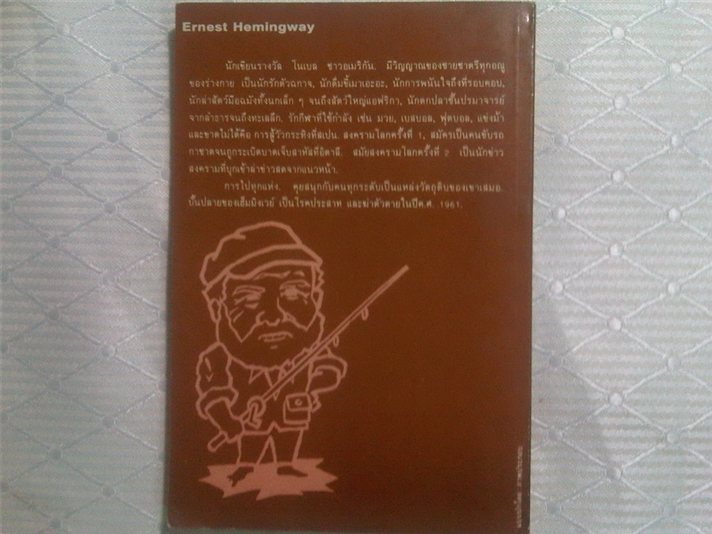 Ernest Hemingway
นักเขียนรางวัล โนเบล ชาวอเมริกัน. มีวิญญาณของชายชาตรีทุกอณู
ของร่างกาย เป็นนักรักตัวฉกาจ, นักดื่มขี้เมาเอะอะ, นักการพนันใจถึงที่รอบคอบ,
นักล่าสัตว์มือฉมังทั้งนกเล็ก ๆ จนถึงสัตว์ใหญ่แอฟริกา, นักตกปลาชั้นปรมาจารย์
จากลำธารจนถึงทะเลลึก. รักกีฬาที่ใช้กำลัง เช่น มวย, เบสบอล, ฟุตบอล, แข่งม้า
และขาดไม่ได้คือ การสู้วัวกระทิงที่สเปน. สงครามโลกครั้งที่ 1, สมัครเป็นคนขับรถ
กาชาดจนถูกระเบิดบาดเจ็บสาหัสที่อิตาลี. สมัยสงครามโลกครั้งที่ 2 เป็นนักข่าว
สงครามที่บุกเข้าล่าข่าวสดจากแนวหน้า.
การไปทุกแห่ง. คุยสนุกกับคนทุกระดับเป็นแหล่งวัตถุดิบของเขาเสมอ.
บั้นปลายของเฮ็มมิงเวย์ เป็นโรคประสาท และฆ่าตัวตายในปีค.ศ. 1961.